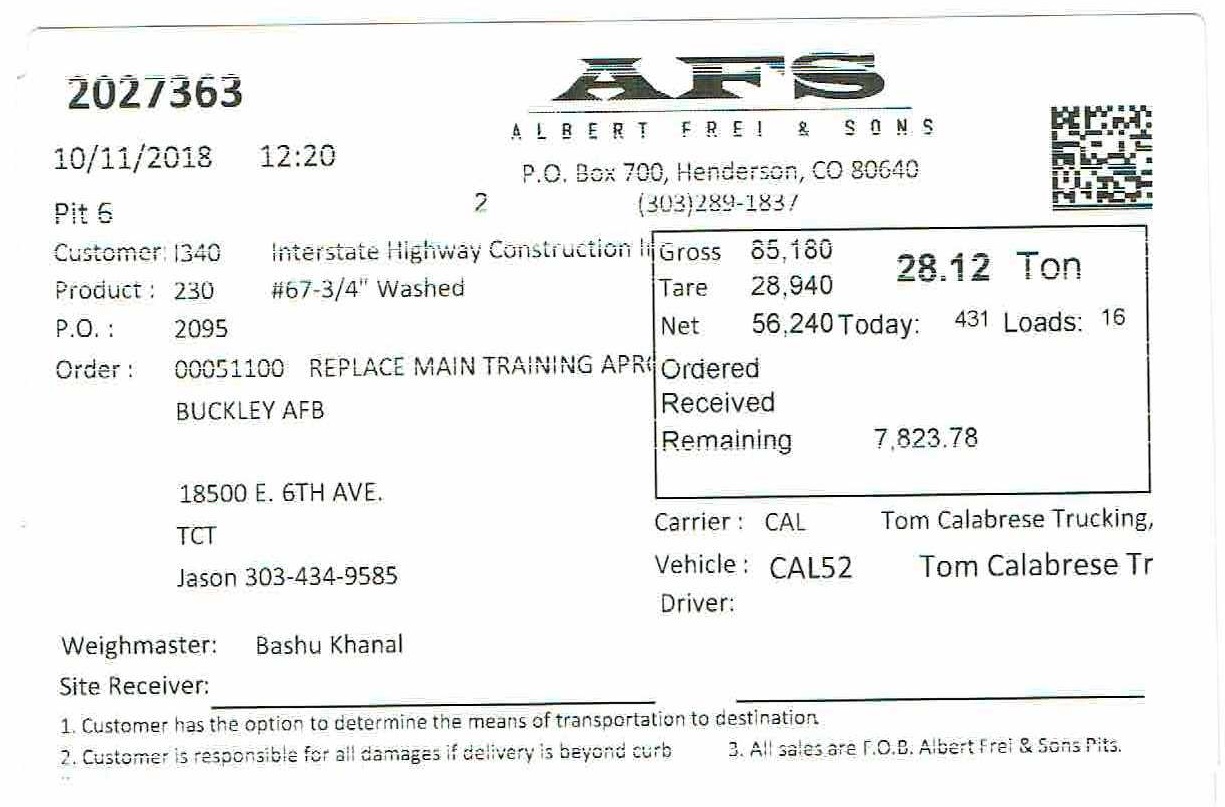 2027363
AFS
ALBERT FREI & SONS
10/11/2018 12:20
P.O. Box 700, Henderson, CO 80640
Pit 6 2 (303)289-1837
Customer: I340 Interstate Highway Construction I
Product : 230 #67-3/4" Washed
P.O. : 2095
Order : 00051100 REPLACE MAIN TRAINING APR
BUCKLEY AFB
18500 E. 6TH AVE.
TCT
Jason 303-434-9585
Gross 85,180 28.12 Ton
Tare 28,940
Net 56,240 Today: 431 Loads: 16
Ordered
Received
Remaining 7,823.78
Carrier : CAL Tom Calabrese Trucking,
Vehicle : CAL52 Tom Calabrese Tr
Driver:
Weighmaster: Bashu Khanal
Site Receiver:
1. Customer has the option to determine the means of transportation to destination
2. Customer is responsible for all damages if delivery is beyond curb 3. All sales are F.O.B. Albert Frei & Sons Pits.